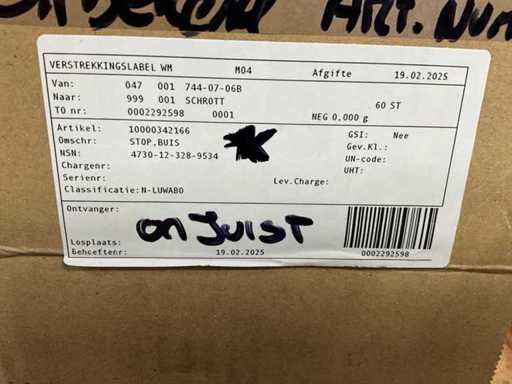 ART. NUM
VERSTREKKINGSLABEL WM M04 Afgifte 19.02.2025
Van: 047 001 744-07-06B
Naar: 999 001 SCHROTT 60 ST
TO nr: 0002292598 0001 NEG 0,000 g
Artikel: 10000342166 GSI: Nee
Omschr: STOP,BUIS Gev.Kl.:
NSN: 4730-12-328-9534 UN-code:
Chargenr: UHT:
Serienr: Lev.Charge:
Classificatie: N-LUWABO
Ontvanger:
onJuist
Losplaats:
Behoeftenr: 19.02.2025 0002292598